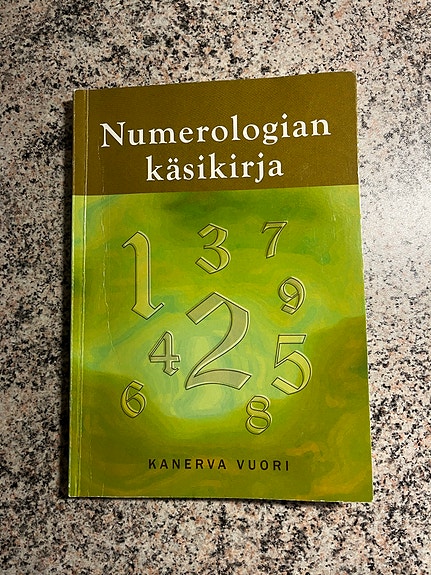 Numerologian
käsikirja
1 3 7
9
4 2 5
6 8
KANERVA VUORI